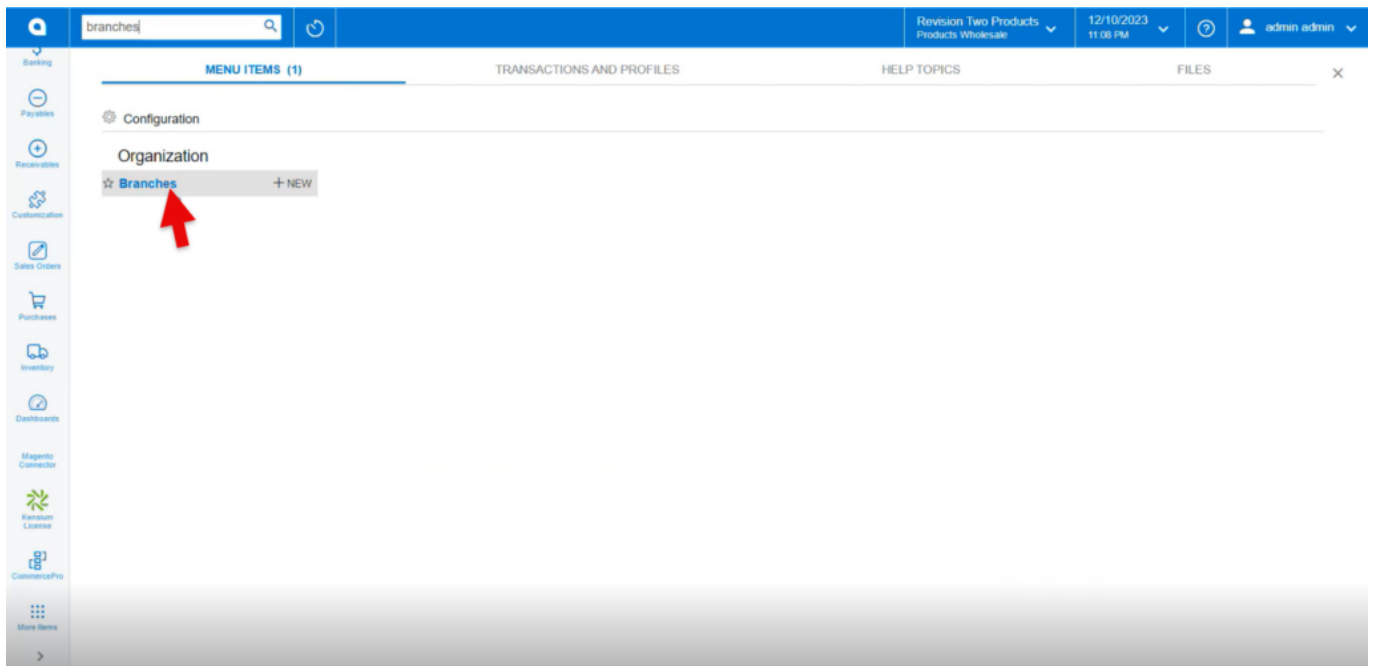 branches
Revision Two Products
Products Wholesale
12/10/2023
11:08 PM
admin admin
Banking
Payables
Receivables
Customization
Sales Orders
Purchases
Inventory
Dashboards
Magento
Connector
Kensium
License
CommercePro
More Items
MENU ITEMS (1)
TRANSACTIONS AND PROFILES
HELP TOPICS
FILES
Configuration
Organization
Branches
+ NEW